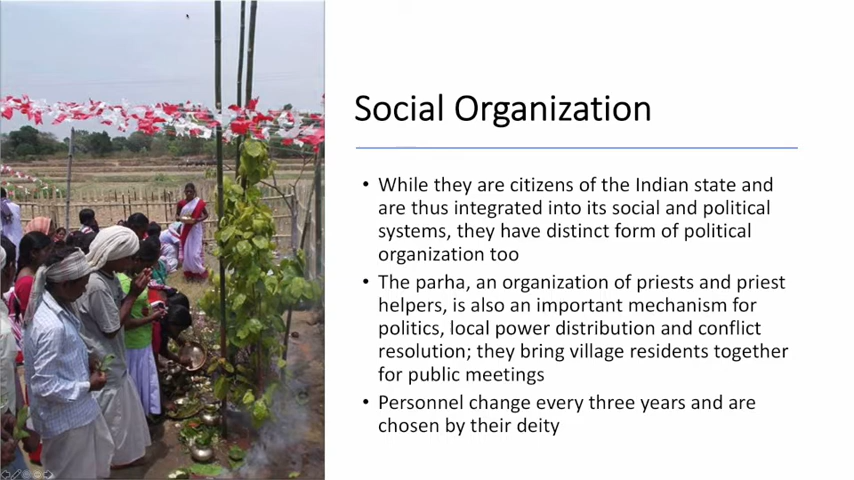 Social Organization
• While they are citizens of the Indian state and
are thus integrated into its social and political
systems, they have distinct form of political
organization too
• The parha, an organization of priests and priest
helpers, is also an important mechanism for
politics, local power distribution and conflict
resolution; they bring village residents together
for public meetings
• Personnel change every three years and are
chosen by their deity